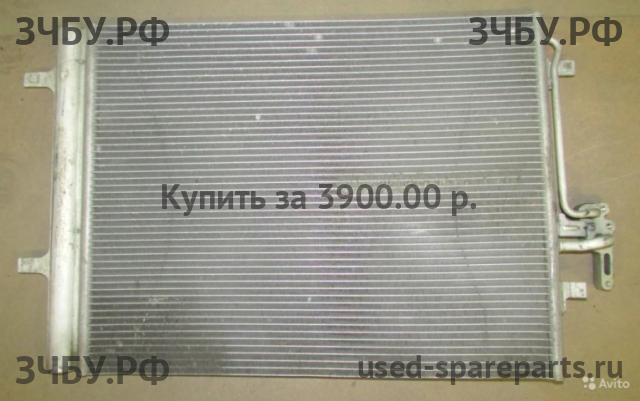 ЗЧБУ.РФ ЗЧБУ.РФ
Купить за 3900.00 р.
ЗЧБУ.РФ used-spareparts.ru
Avito